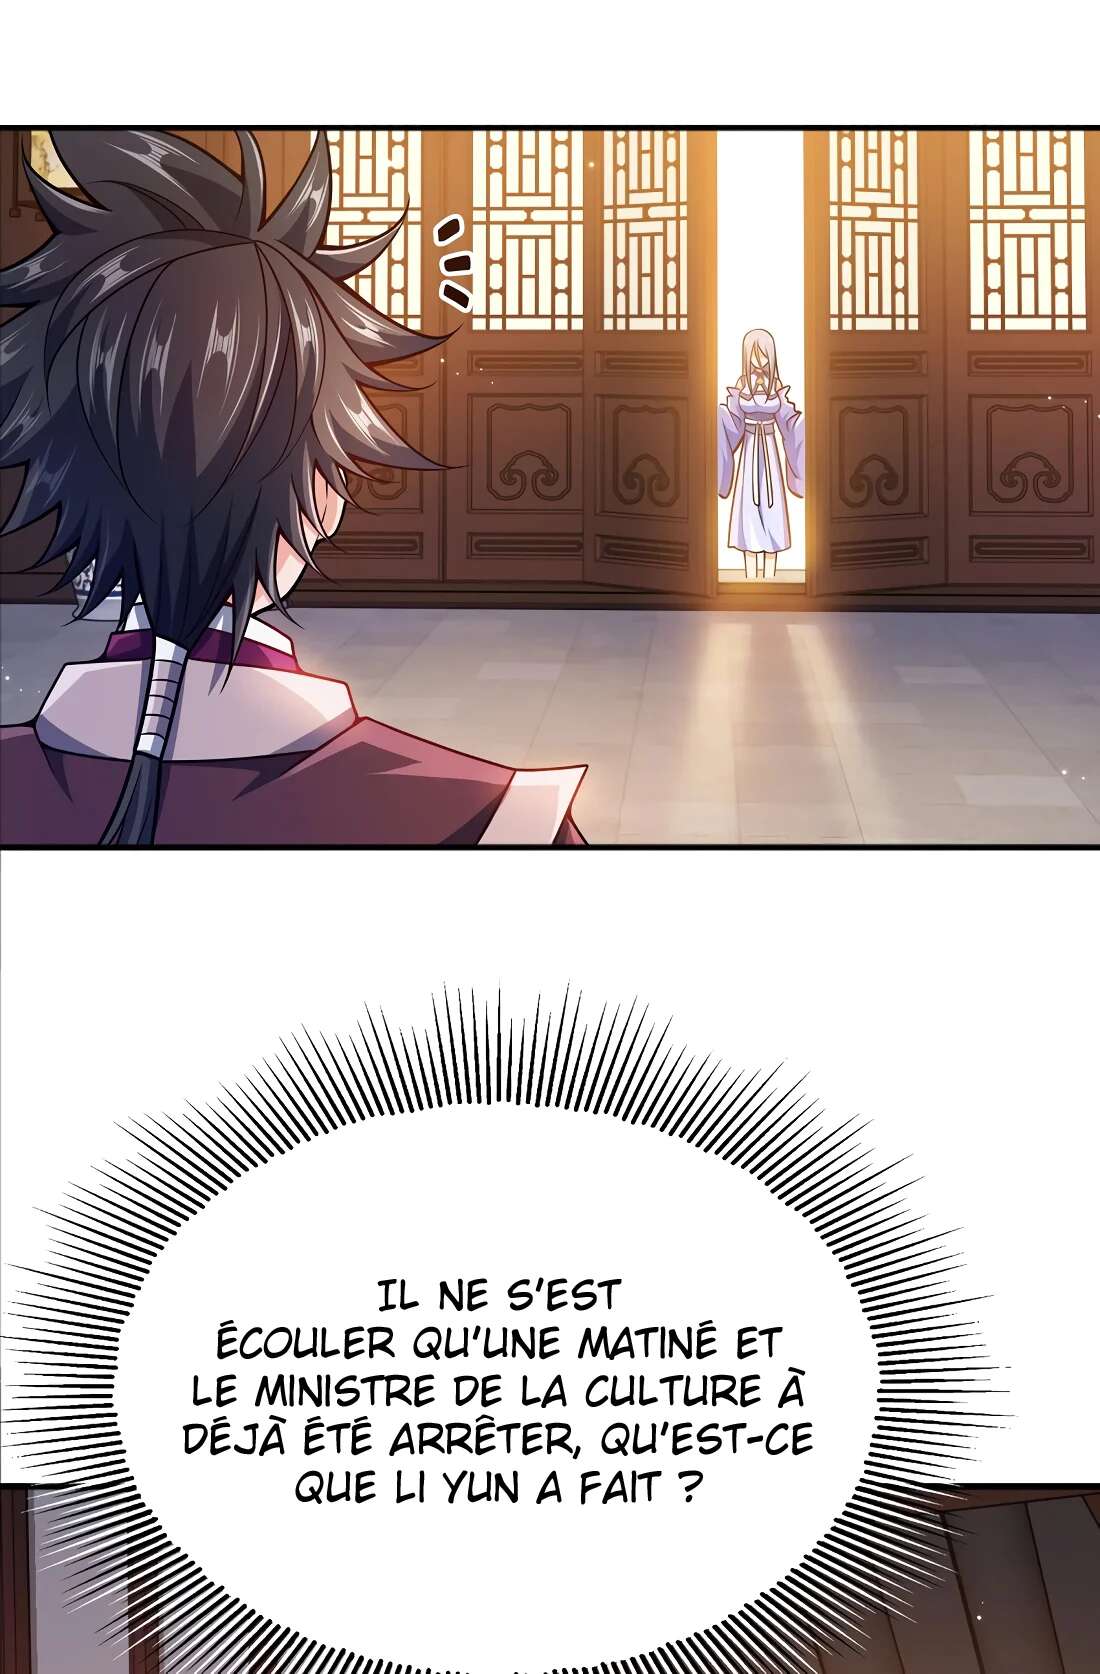 IL NE S'EST
ÉCOULER QU'UNE MATINÉ ET
LE MINISTRE DE LA CULTURE À
DÉJÀ ÉTÉ ARRÊTER, QU'EST-CE
QUE LI YUN A FAIT ?